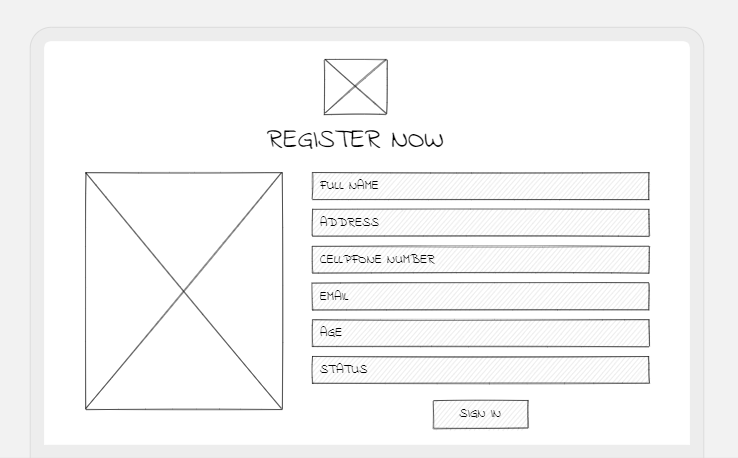 REGISTER NOW
FULL NAME
ADDRESS
CELLPFONE NUMBER
EMAIL
AGE
STATUS
SIGN IN